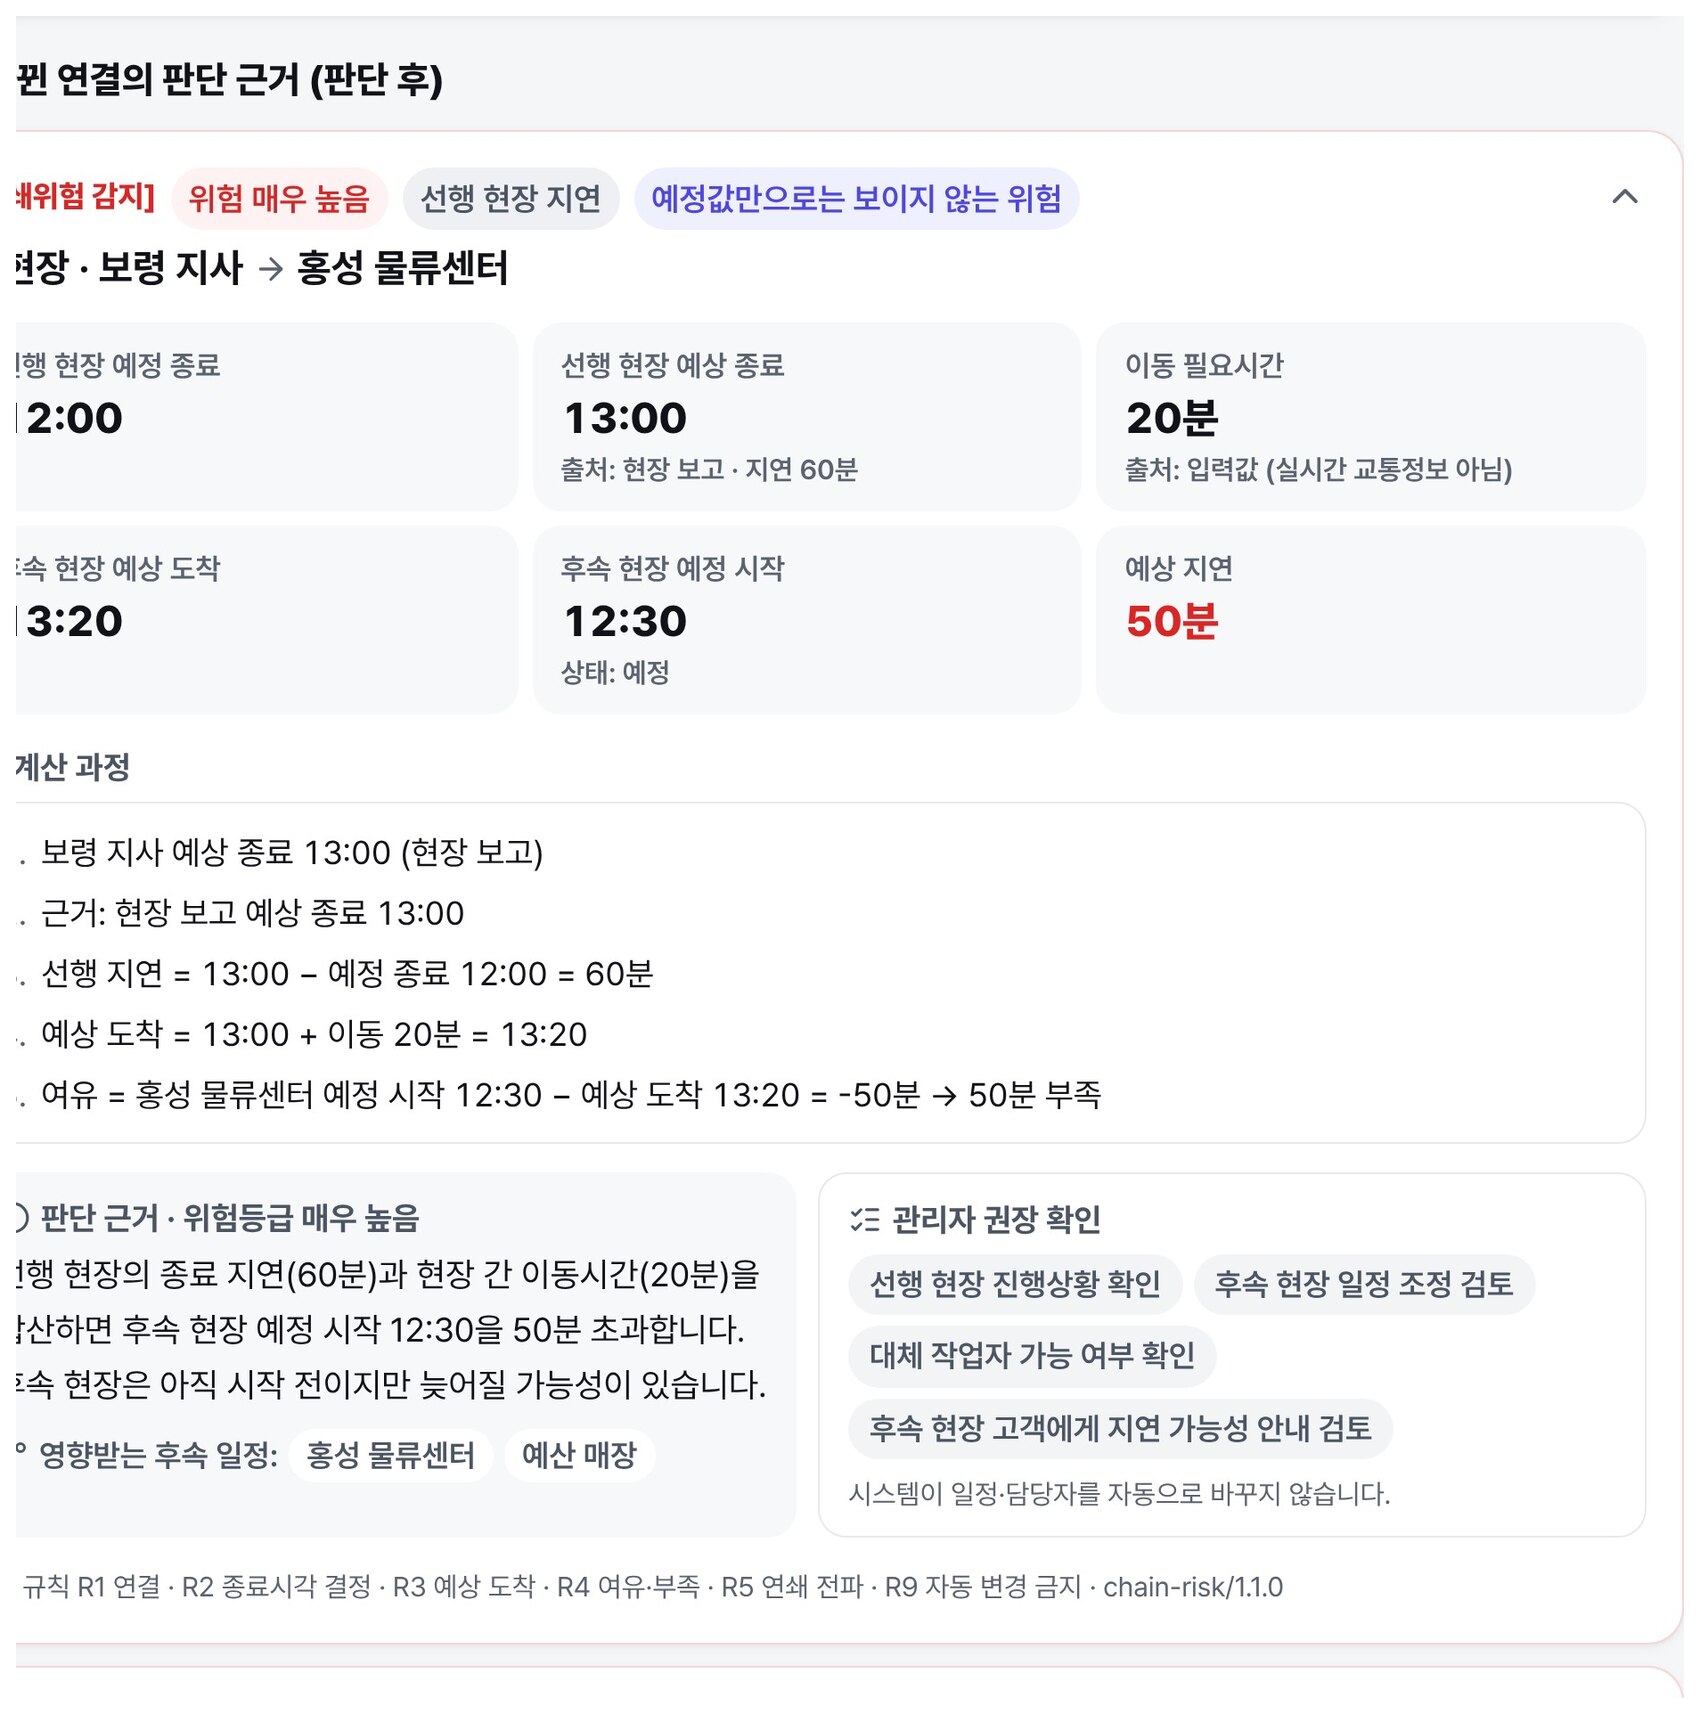 연결의 판단 근거 (판단 후)
감지] 위험 매우 높음 선행 현장 지연 예정값만으로는 보이지 않는 위험
· 보령 지사 → 홍성 물류센터
현장 예정 종료 선행 현장 예상 종료 이동 필요시간
2:00 13:00 20분
출처: 현장 보고 · 지연 60분 출처: 입력값 (실시간 교통정보 아님)
현장 예상 도착 후속 현장 예정 시작 예상 지연
3:20 12:30 50분
상태: 예정
계산 과정
보령 지사 예상 종료 13:00 (현장 보고)
근거: 현장 보고 예상 종료 13:00
선행 지연 = 13:00 − 예정 종료 12:00 = 60분
예상 도착 = 13:00 + 이동 20분 = 13:20
여유 = 홍성 물류센터 예정 시작 12:30 − 예상 도착 13:20 = -50분 → 50분 부족
판단 근거 · 위험등급 매우 높음
현장의 종료 지연(60분)과 현장 간 이동시간(20분)을
후속 현장 예정 시작 12:30을 50분 초과합니다.
현장은 아직 시작 전이지만 늦어질 가능성이 있습니다.
영향받는 후속 일정: 홍성 물류센터 예산 매장
관리자 권장 확인
선행 현장 진행상황 확인 후속 현장 일정 조정 검토
대체 작업자 가능 여부 확인
후속 현장 고객에게 지연 가능성 안내 검토
시스템이 일정·담당자를 자동으로 바꾸지 않습니다.
규칙 R1 연결 · R2 종료시각 결정 · R3 예상 도착 · R4 여유·부족 · R5 연쇄 전파 · R9 자동 변경 금지 · chain-risk/1.1.0